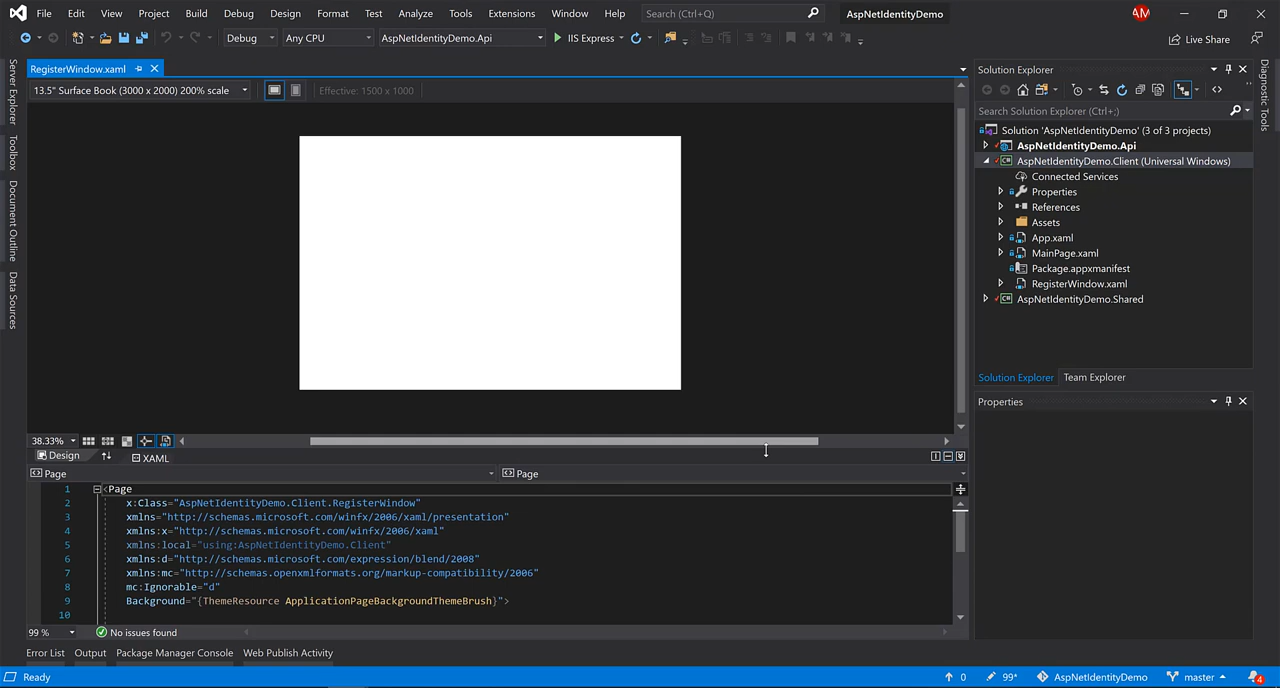 File Edit View Project Build Debug Design Format Test Analyze Tools Extensions Window Help Search (Ctrl+Q) AspNetIdentityDemo AM
Debug Any CPU AspNetIdentityDemo.Api IIS Express Live Share
RegisterWindow.xaml
13.5" Surface Book (3000 x 2000) 200% scale Effective: 1500 x 1000
Server Explorer
Toolbox
Document Outline
Data Sources
38.33%
Design XAML
Page Page
1 <Page
2 x:Class="AspNetIdentityDemo.Client.RegisterWindow"
3 xmlns="http://schemas.microsoft.com/winfx/2006/xaml/presentation"
4 xmlns:x="http://schemas.microsoft.com/winfx/2006/xaml"
5 xmlns:local="using:AspNetIdentityDemo.Client"
6 xmlns:d="http://schemas.microsoft.com/expression/blend/2008"
7 xmlns:mc="http://schemas.openxmlformats.org/markup-compatibility/2006"
8 mc:Ignorable="d"
9 Background="{ThemeResource ApplicationPageBackgroundThemeBrush}">
10
99 % No issues found
Solution Explorer
Search Solution Explorer (Ctrl+;)
Solution 'AspNetIdentityDemo' (3 of 3 projects)
AspNetIdentityDemo.Api
AspNetIdentityDemo.Client (Universal Windows)
Connected Services
Properties
References
Assets
App.xaml
MainPage.xaml
Package.appxmanifest
RegisterWindow.xaml
AspNetIdentityDemo.Shared
Solution Explorer Team Explorer
Properties
Diagnostic Tools
Error List Output Package Manager Console Web Publish Activity
Ready 0 99* AspNetIdentityDemo master 4